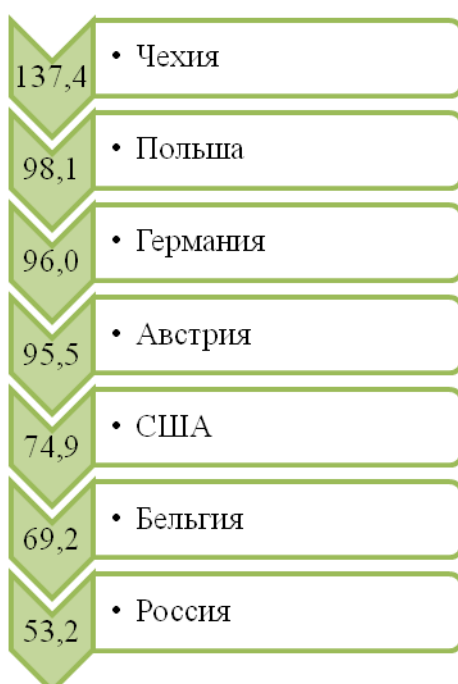 137,4 • Чехия
98,1 • Польша
96,0 • Германия
95,5 • Австрия
74,9 • США
69,2 • Бельгия
53,2 • Россия